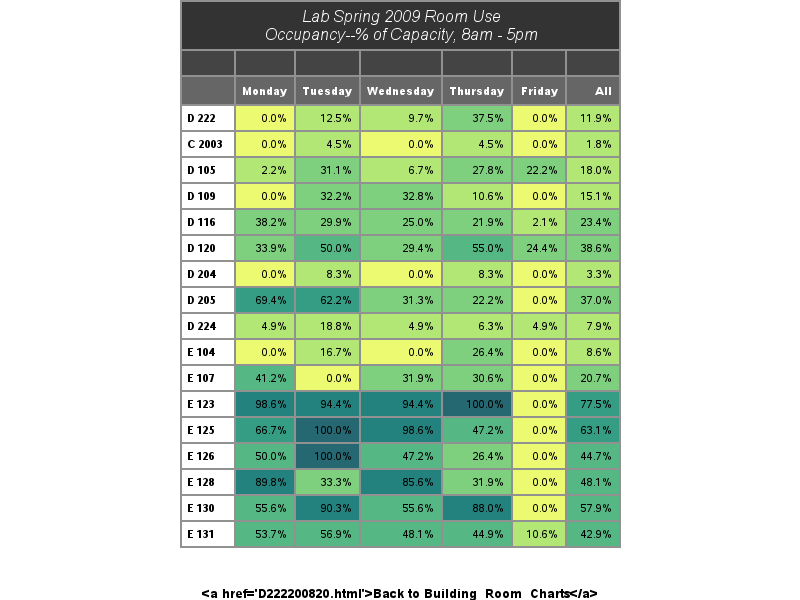 Lab Spring 2009 Room Use
Occupancy--% of Capacity, 8am - 5pm
Monday Tuesday Wednesday Thursday Friday All
D 222 0.0% 12.5% 9.7% 37.5% 0.0% 11.9%
C 2003 0.0% 4.5% 0.0% 4.5% 0.0% 1.8%
D 105 2.2% 31.1% 6.7% 27.8% 22.2% 18.0%
D 109 0.0% 32.2% 32.8% 10.6% 0.0% 15.1%
D 116 38.2% 29.9% 25.0% 21.9% 2.1% 23.4%
D 120 33.9% 50.0% 29.4% 55.0% 24.4% 38.6%
D 204 0.0% 8.3% 0.0% 8.3% 0.0% 3.3%
D 205 69.4% 62.2% 31.3% 22.2% 0.0% 37.0%
D 224 4.9% 18.8% 4.9% 6.3% 4.9% 7.9%
E 104 0.0% 16.7% 0.0% 26.4% 0.0% 8.6%
E 107 41.2% 0.0% 31.9% 30.6% 0.0% 20.7%
E 123 98.6% 94.4% 94.4% 100.0% 0.0% 77.5%
E 125 66.7% 100.0% 98.6% 47.2% 0.0% 63.1%
E 126 50.0% 100.0% 47.2% 26.4% 0.0% 44.7%
E 128 89.8% 33.3% 85.6% 31.9% 0.0% 48.1%
E 130 55.6% 90.3% 55.6% 88.0% 0.0% 57.9%
E 131 53.7% 56.9% 48.1% 44.9% 10.6% 42.9%
<a href='D222200820.html'>Back to Building_Room_Charts</a>